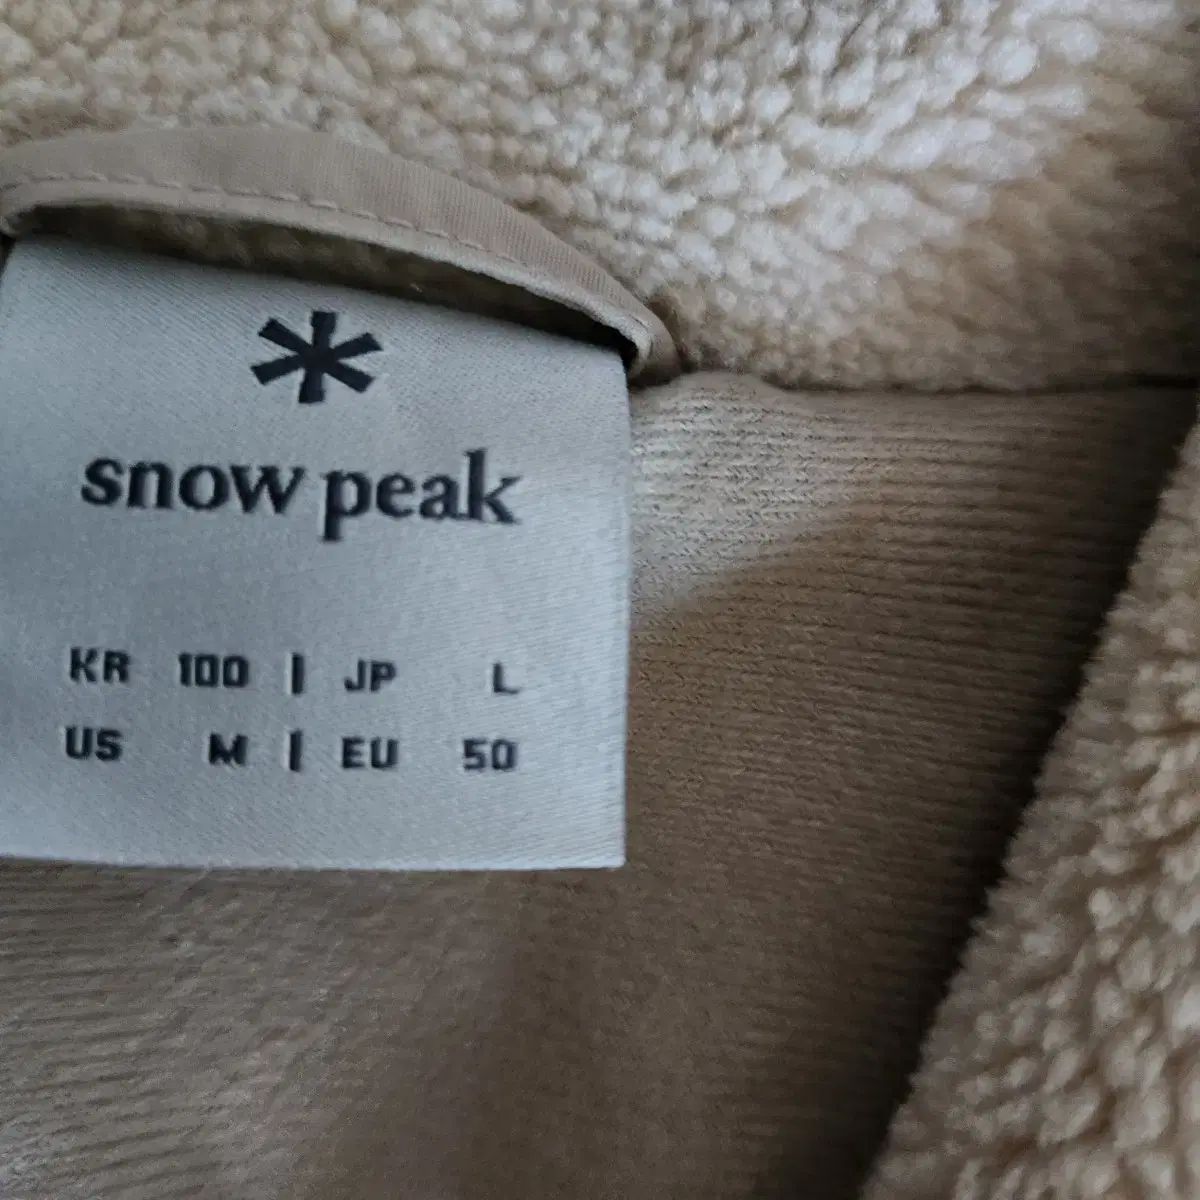 snow peak
KR 100 | JP L
US M | EU 50